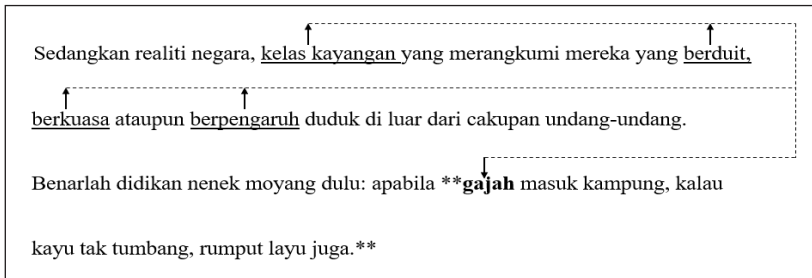 Sedangkan realiti negara, kelas kayangan yang merangkumi mereka yang berduit,
berkuasa ataupun berpengaruh duduk di luar dari cakupan undang-undang.
Benarlah didikan nenek moyang dulu: apabila **gajah masuk kampung, kalau
kayu tak tumbang, rumput layu juga.**